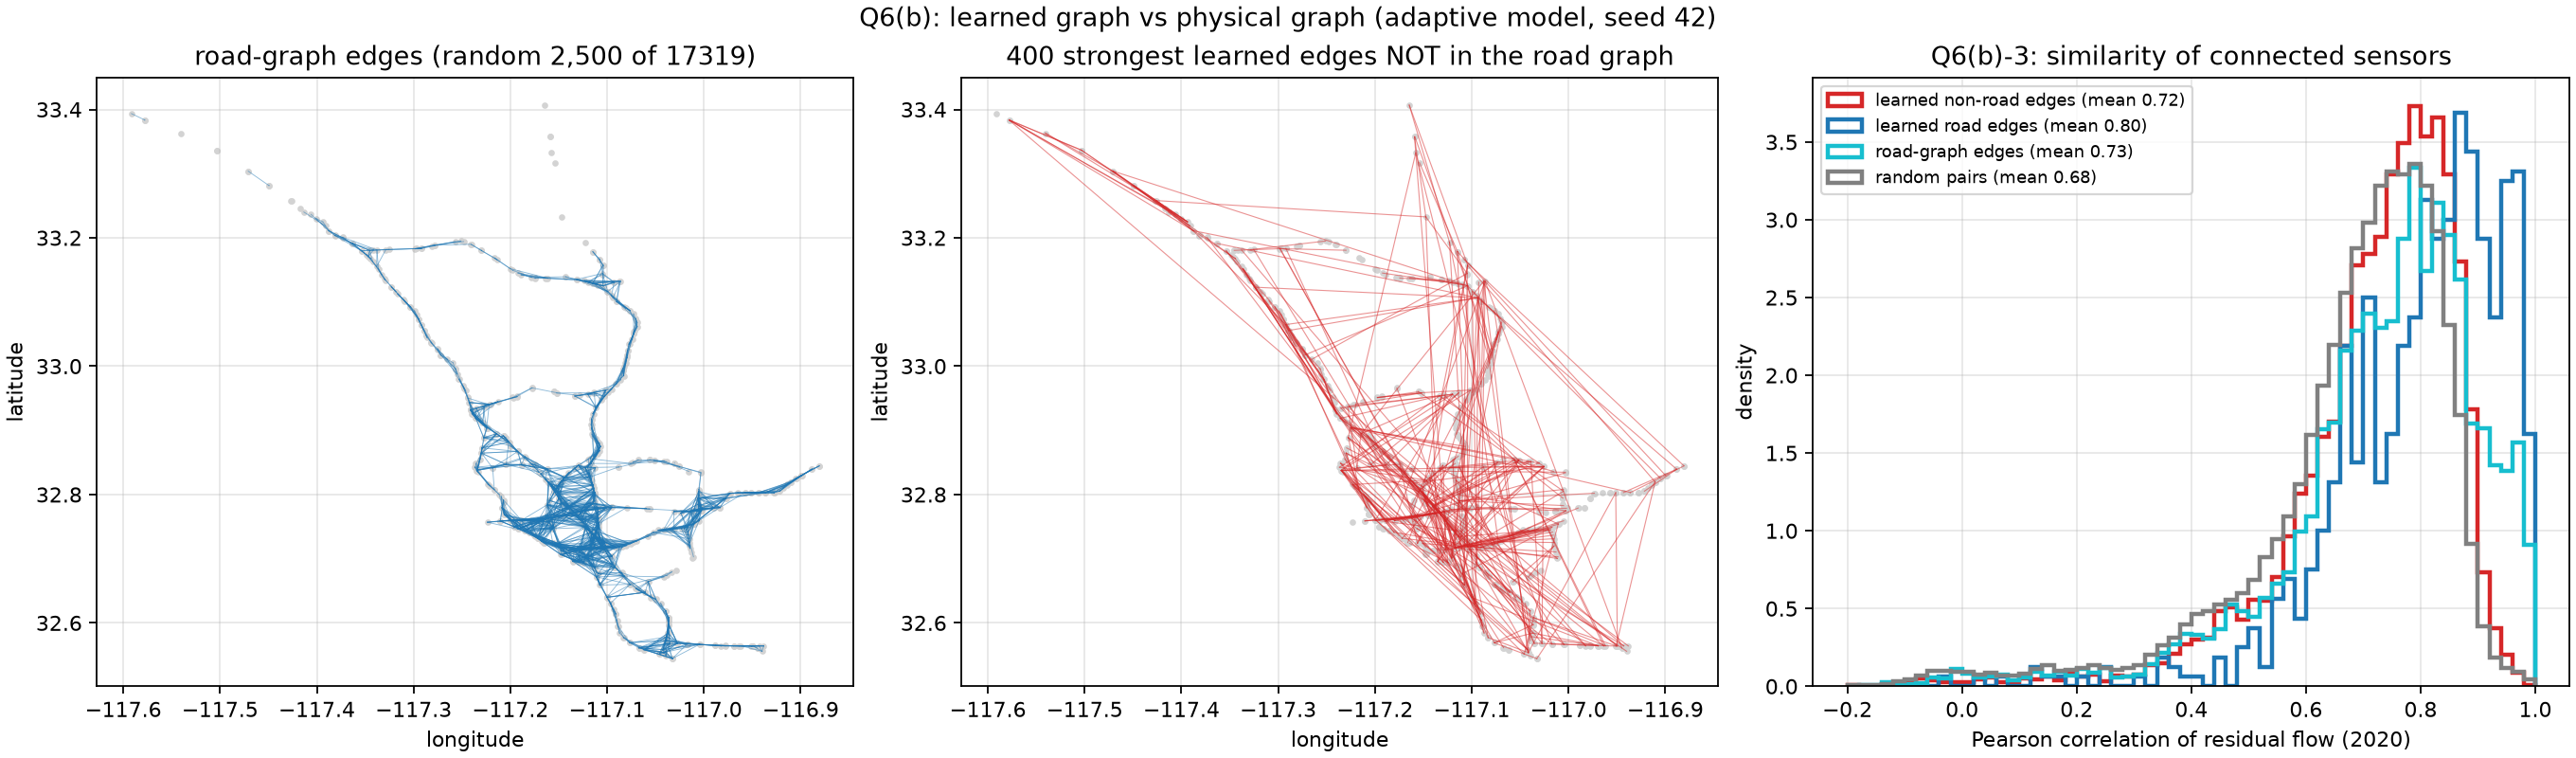 Q6(b): learned graph vs physical graph (adaptive model, seed 42)
road-graph edges (random 2,500 of 17319)
33.4
33.2
33.0
32.8
32.6
latitude
−117.6 −117.5 −117.4 −117.3 −117.2 −117.1 −117.0 −116.9
longitude
400 strongest learned edges NOT in the road graph
33.4
33.2
33.0
32.8
32.6
latitude
−117.6 −117.5 −117.4 −117.3 −117.2 −117.1 −117.0 −116.9
longitude
Q6(b)-3: similarity of connected sensors
learned non-road edges (mean 0.72)
learned road edges (mean 0.80)
road-graph edges (mean 0.73)
random pairs (mean 0.68)
3.5
3.0
2.5
2.0
1.5
1.0
0.5
0.0
density
−0.2 0.0 0.2 0.4 0.6 0.8 1.0
Pearson correlation of residual flow (2020)